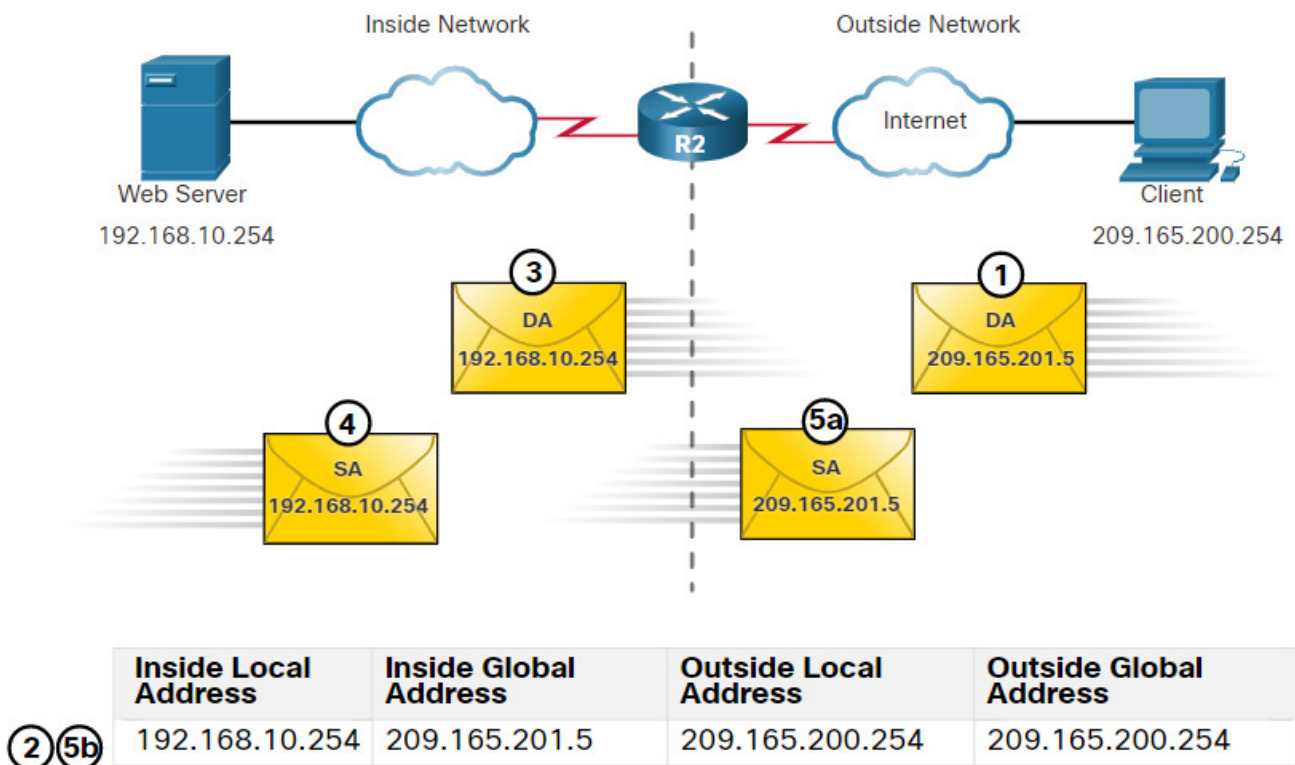 Inside Network
Outside Network
R2
Internet
Web Server
192.168.10.254
Client
209.165.200.254
3
DA
192.168.10.254
1
DA
209.165.201.5
4
SA
192.168.10.254
5a
SA
209.165.201.5
Inside Local Address Inside Global Address Outside Local Address Outside Global Address
2 5b 192.168.10.254 209.165.201.5 209.165.200.254 209.165.200.254